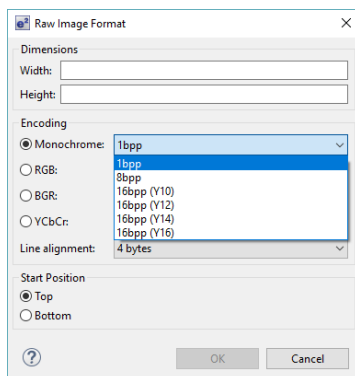 e² Raw Image Format
Dimensions
Width:
Height:
Encoding
Monochrome: 1bpp
1bpp
RGB:
8bpp
16bpp (Y10)
BGR:
16bpp (Y12)
16bpp (Y14)
YCbCr:
16bpp (Y16)
Line alignment: 4 bytes
Start Position
Top
Bottom
?
OK Cancel